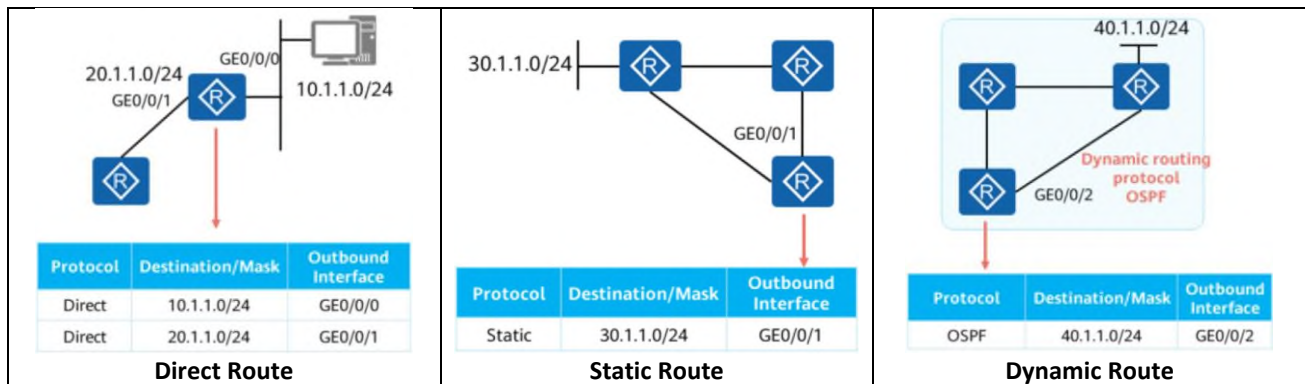 GE0/0/0
20.1.1.0/24
GE0/0/1
10.1.1.0/24
R
R
Protocol Destination/Mask Outbound Interface
Direct 10.1.1.0/24 GE0/0/0
Direct 20.1.1.0/24 GE0/0/1
Direct Route
30.1.1.0/24
R
R
GE0/0/1
R
Protocol Destination/Mask Outbound Interface
Static 30.1.1.0/24 GE0/0/1
Static Route
40.1.1.0/24
R
R
Dynamic routing
protocol
OSPF
R
GE0/0/2
Protocol Destination/Mask Outbound Interface
OSPF 40.1.1.0/24 GE0/0/2
Dynamic Route